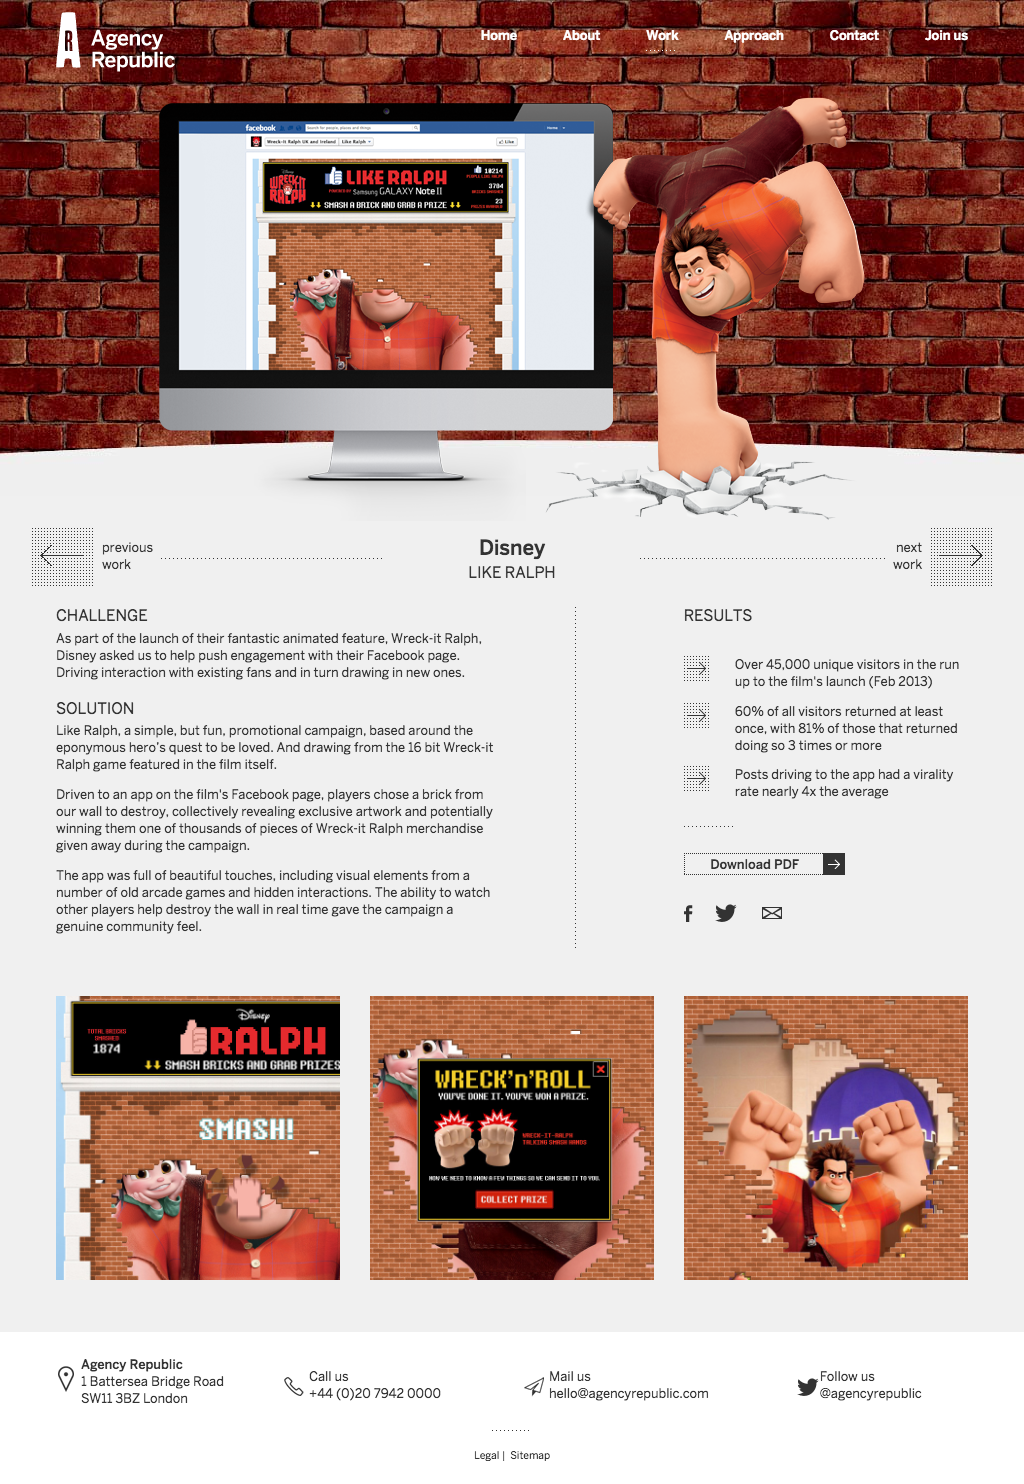 Agency
Republic
Home
About
Work
Approach
Contact
Join us
facebook
Search for people, places and things
Home
Wreck-it Ralph UK and Ireland
Like Ralph
Like
Disney
WRECK-IT
RALPH
LIKE RALPH
POWERED BY Samsung GALAXY Note II
SMASH A BRICK AND GRAB A PRIZE
10214
PEOPLE LIKE RALPH
3784
BRICKS SMASHED
23
previous
work
Disney
LIKE RALPH
next
work
CHALLENGE
As part of the launch of their fantastic animated feature, Wreck-it Ralph,
Disney asked us to help push engagement with their Facebook page.
Driving interaction with existing fans and in turn drawing in new ones.
SOLUTION
Like Ralph, a simple, but fun, promotional campaign, based around the
eponymous hero's quest to be loved. And drawing from the 16 bit Wreck-it
Ralph game featured in the film itself.
Driven to an app on the film's Facebook page, players chose a brick from
our wall to destroy, collectively revealing exclusive artwork and potentially
winning them one of thousands of pieces of Wreck-it Ralph merchandise
given away during the campaign.
The app was full of beautiful touches, including visual elements from a
number of old arcade games and hidden interactions. The ability to watch
other players help destroy the wall in real time gave the campaign a
genuine community feel.
RESULTS
Over 45,000 unique visitors in the run
up to the film's launch (Feb 2013)
60% of all visitors returned at least
once, with 81% of those that returned
doing so 3 times or more
Posts driving to the app had a virality
rate nearly 4x the average
Download PDF
TOTAL BRICKS
SMASHED
1874
Disney
RALPH
SMASH BRICKS AND GRAB PRIZES
SMASH!
WRECK'n'ROLL
YOU'VE DONE IT. YOU'VE WON A PRIZE.
WRECK-IT-RALPH
TALKING SMASH HANDS
NOW WE NEED TO KNOW A FEW THINGS SO WE CAN SEND IT TO YOU.
COLLECT PRIZE
Agency Republic
1 Battersea Bridge Road
SW11 3BZ London
Call us
+44 (0)20 7942 0000
Mail us
hello@agencyrepublic.com
Follow us
@agencyrepublic
Legal | Sitemap